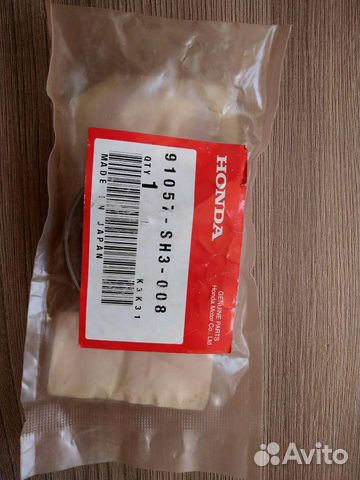 HONDA
GENUINE PARTS
Honda Motor Co., Ltd.
91057-SH3-008
QTY 1
K3K31
MADE IN JAPAN
Avito